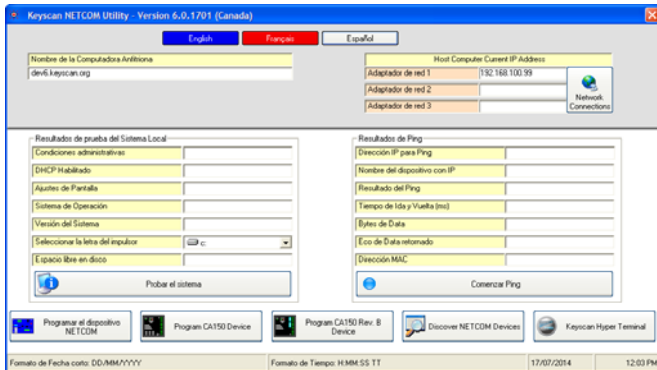 Keyscan NETCOM Utility - Version 6.0.1701 (Canada)
English Français Español
Nombre de la Computadora Anfitriona
dev6.keyscan.org
Host Computer Current IP Address
Adaptador de red 1 192.168.100.99
Adaptador de red 2
Adaptador de red 3
Network Connections
Resultados de prueba del Sistema Local
Condiciones administrativas
DHCP Habilitado
Ajustes de Pantalla
Sistema de Operación
Versión del Sistema
Seleccionar la letra del impulsor c:
Espacio libre en disco
Probar el sistema
Resultados de Ping
Dirección IP para Ping
Nombre del dispositivo con IP
Resultado del Ping
Tiempo de Ida y Vuelta (ms)
Bytes de Data
Eco de Data retornado
Dirección MAC
Comenzar Ping
Programar el dispositivo
NETCOM
Program CA150 Device
Program CA150 Rev. B
Device
Discover NETCOM Devices
Keyscan Hyper Terminal
Formato de Fecha corto: DD/MM/YYYY
Formato de Tiempo: H:MM:SS TT
17/07/2014
12:03 PM